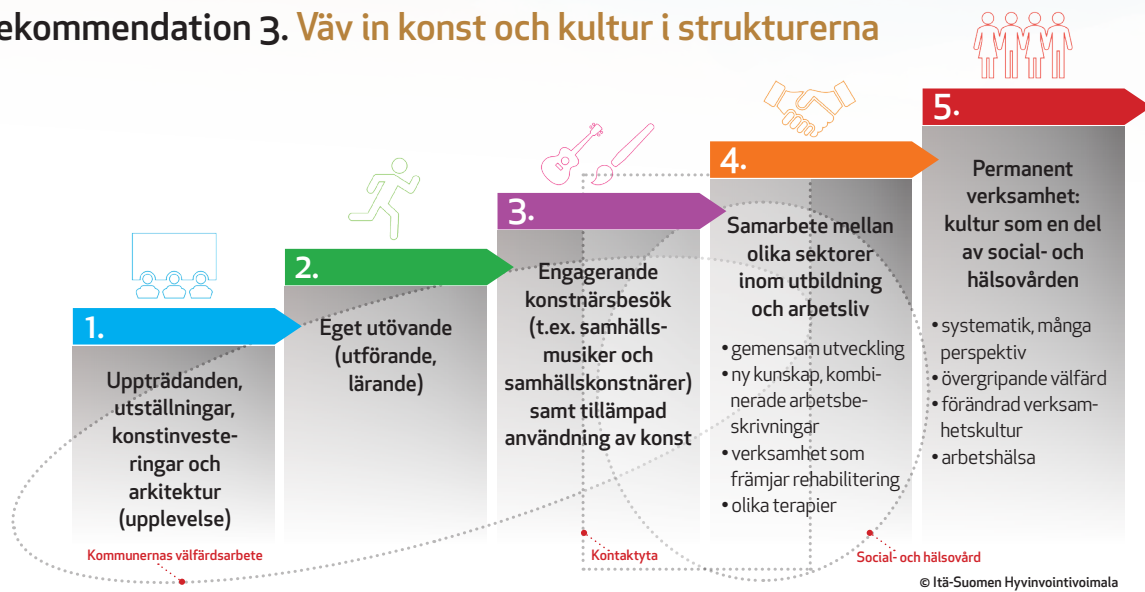 ekommendation 3. Väv in konst och kultur i strukturerna
1.
Uppträdanden,
utställningar,
konstinveste-
ringar och
arkitektur
(upplevelse)
2.
Eget utövande
(utförande,
lärande)
3.
Engagerande
konstnärsbesök
(t.ex. samhälls-
musiker och
samhällskonstnärer)
samt tillämpad
användning av konst
4.
Samarbete mellan
olika sektorer
inom utbildning
och arbetsliv
• gemensam utveckling
• ny kunskap, kombi-
nerade arbetsbe-
skrivningar
• verksamhet som
främjar rehabilitering
• olika terapier
5.
Permanent
verksamhet:
kultur som en del
av social- och
hälsovården
• systematik, många
perspektiv
• övergripande välfärd
• förändrad verksam-
hetskultur
• arbetshälsa
Kommunernas välfärdsarbete
Kontaktyta
Social- och hälsovård
© Itä-Suomen Hyvinvointivoimala